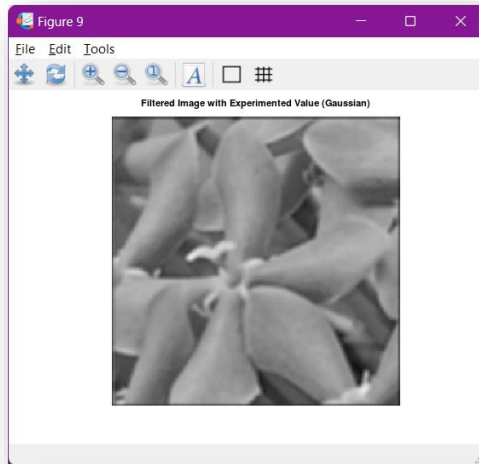 Figure 9
File Edit Tools
A
Filtered Image with Experimented Value (Gaussian)